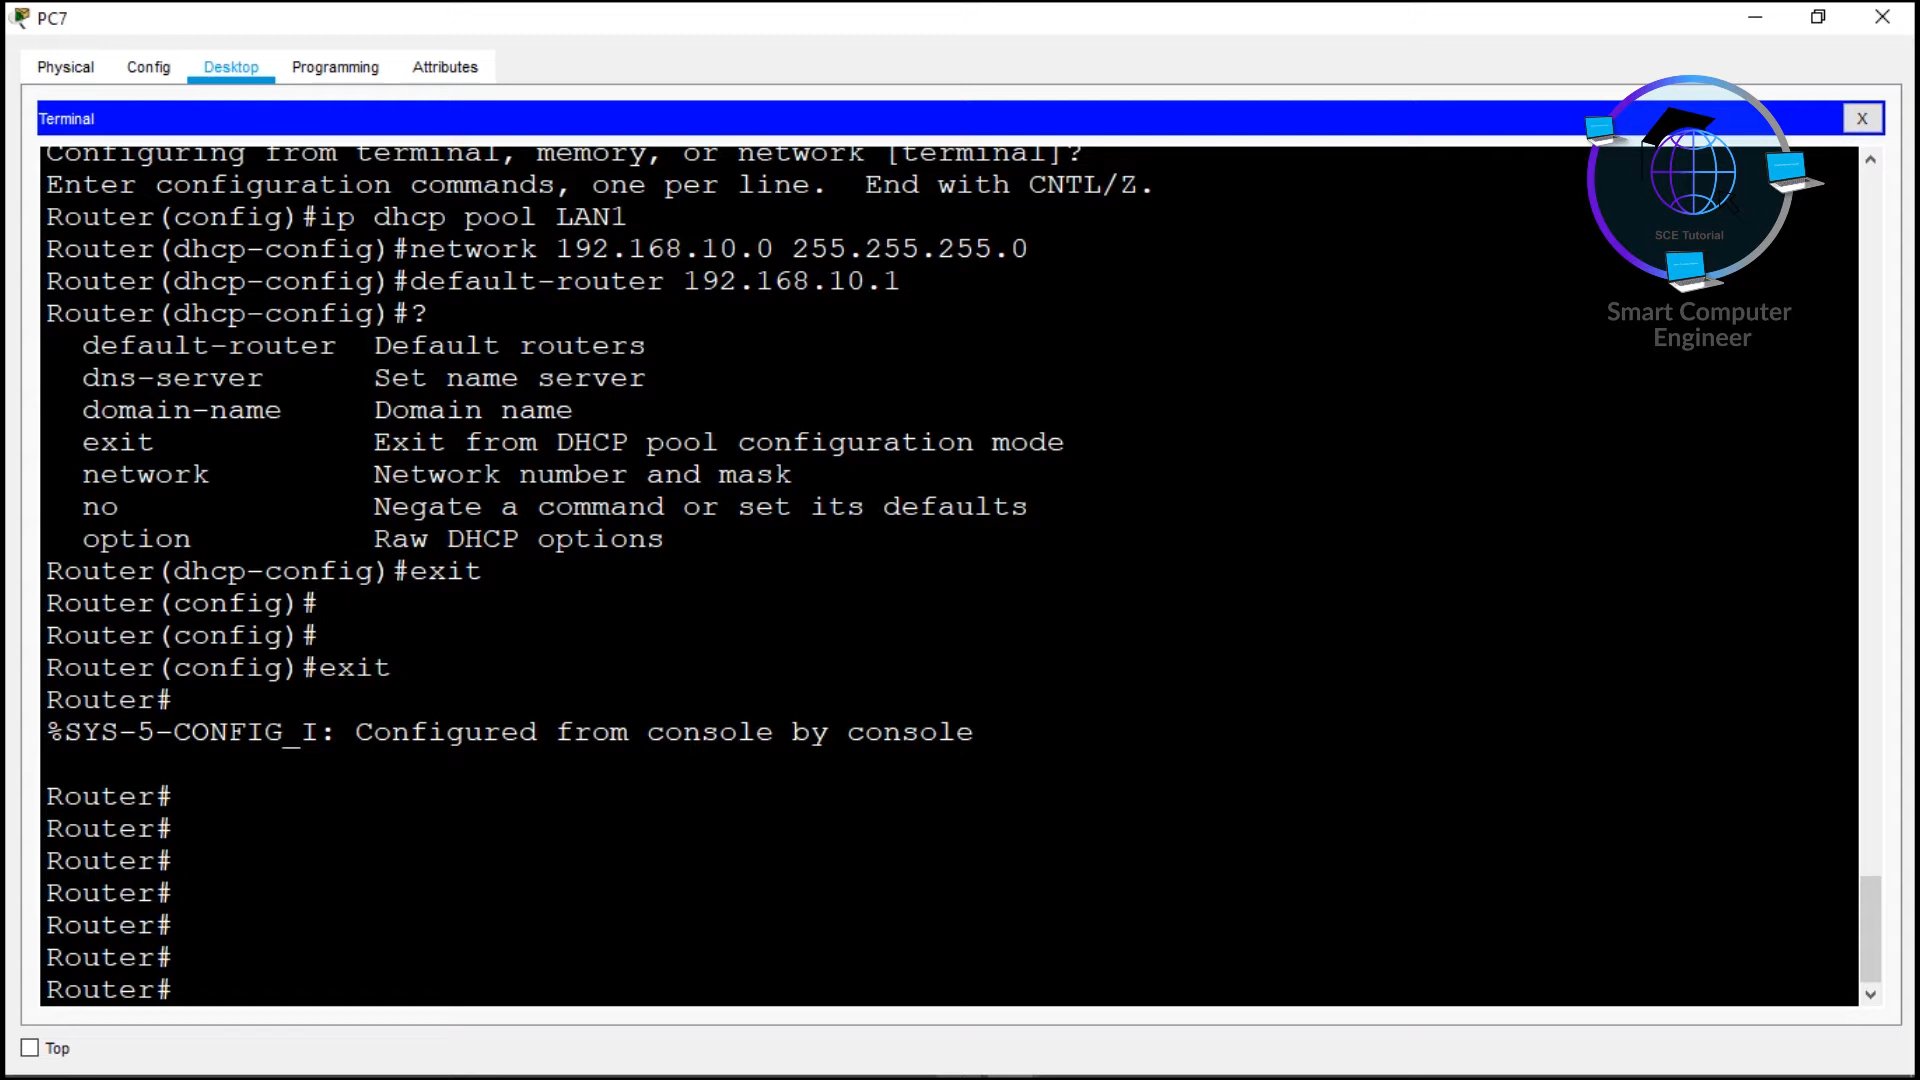 PC7
Physical Config Desktop Programming Attributes
Terminal
X
Configuring from terminal, memory, or network [terminal]?
Enter configuration commands, one per line.  End with CNTL/Z.
Router(config)#ip dhcp pool LAN1
Router(dhcp-config)#network 192.168.10.0 255.255.255.0
Router(dhcp-config)#default-router 192.168.10.1
Router(dhcp-config)#?
default-router  Default routers
dns-server      Set name server
domain-name     Domain name
exit            Exit from DHCP pool configuration mode
network         Network number and mask
no              Negate a command or set its defaults
option          Raw DHCP options
Router(dhcp-config)#exit
Router(config)#
Router(config)#
Router(config)#exit
Router#
%SYS-5-CONFIG_I: Configured from console by console
Router#
Router#
Router#
Router#
Router#
Router#
Router#
SCE Tutorial
Smart Computer
Engineer
Top